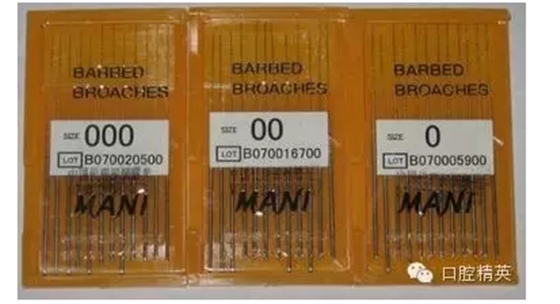 BARBED
BROACHES
SIZE 000
LOT B070020500
MANI
BARBED
BROACHES
SIZE 00
LOT B070016700
MANI
BARBED
BROACHES
SIZE 0
LOT B070005900
MANI
口腔精英